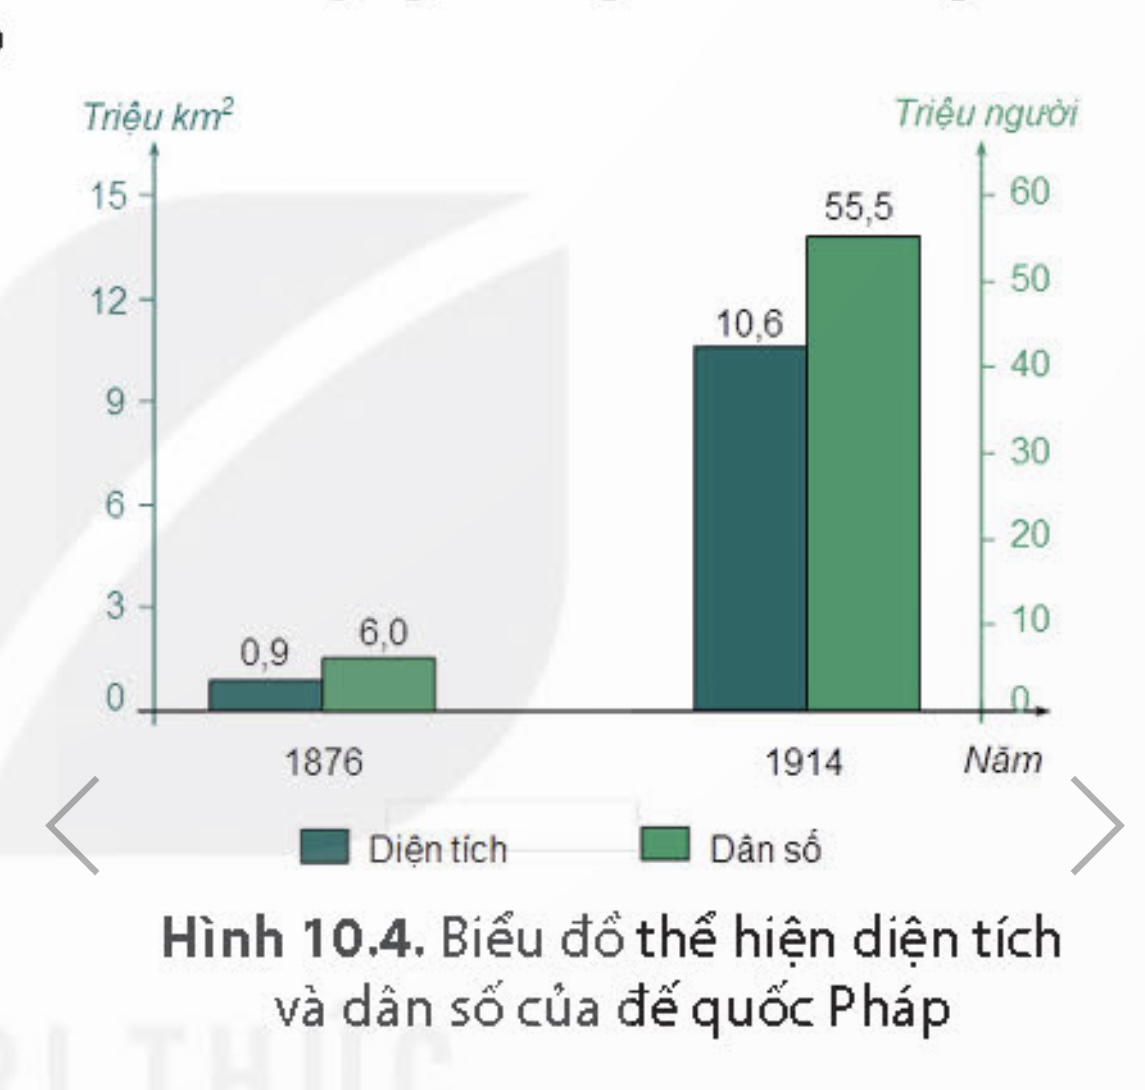 Triệu km²
Triệu người
15
12
9
6
3
0
60
50
40
30
20
10
0
0,9
6,0
10,6
55,5
1876
1914
Năm
Diện tích
Dân số
Hình 10.4. Biểu đồ thể hiện diện tích
và dân số của đế quốc Pháp
RI THỨC